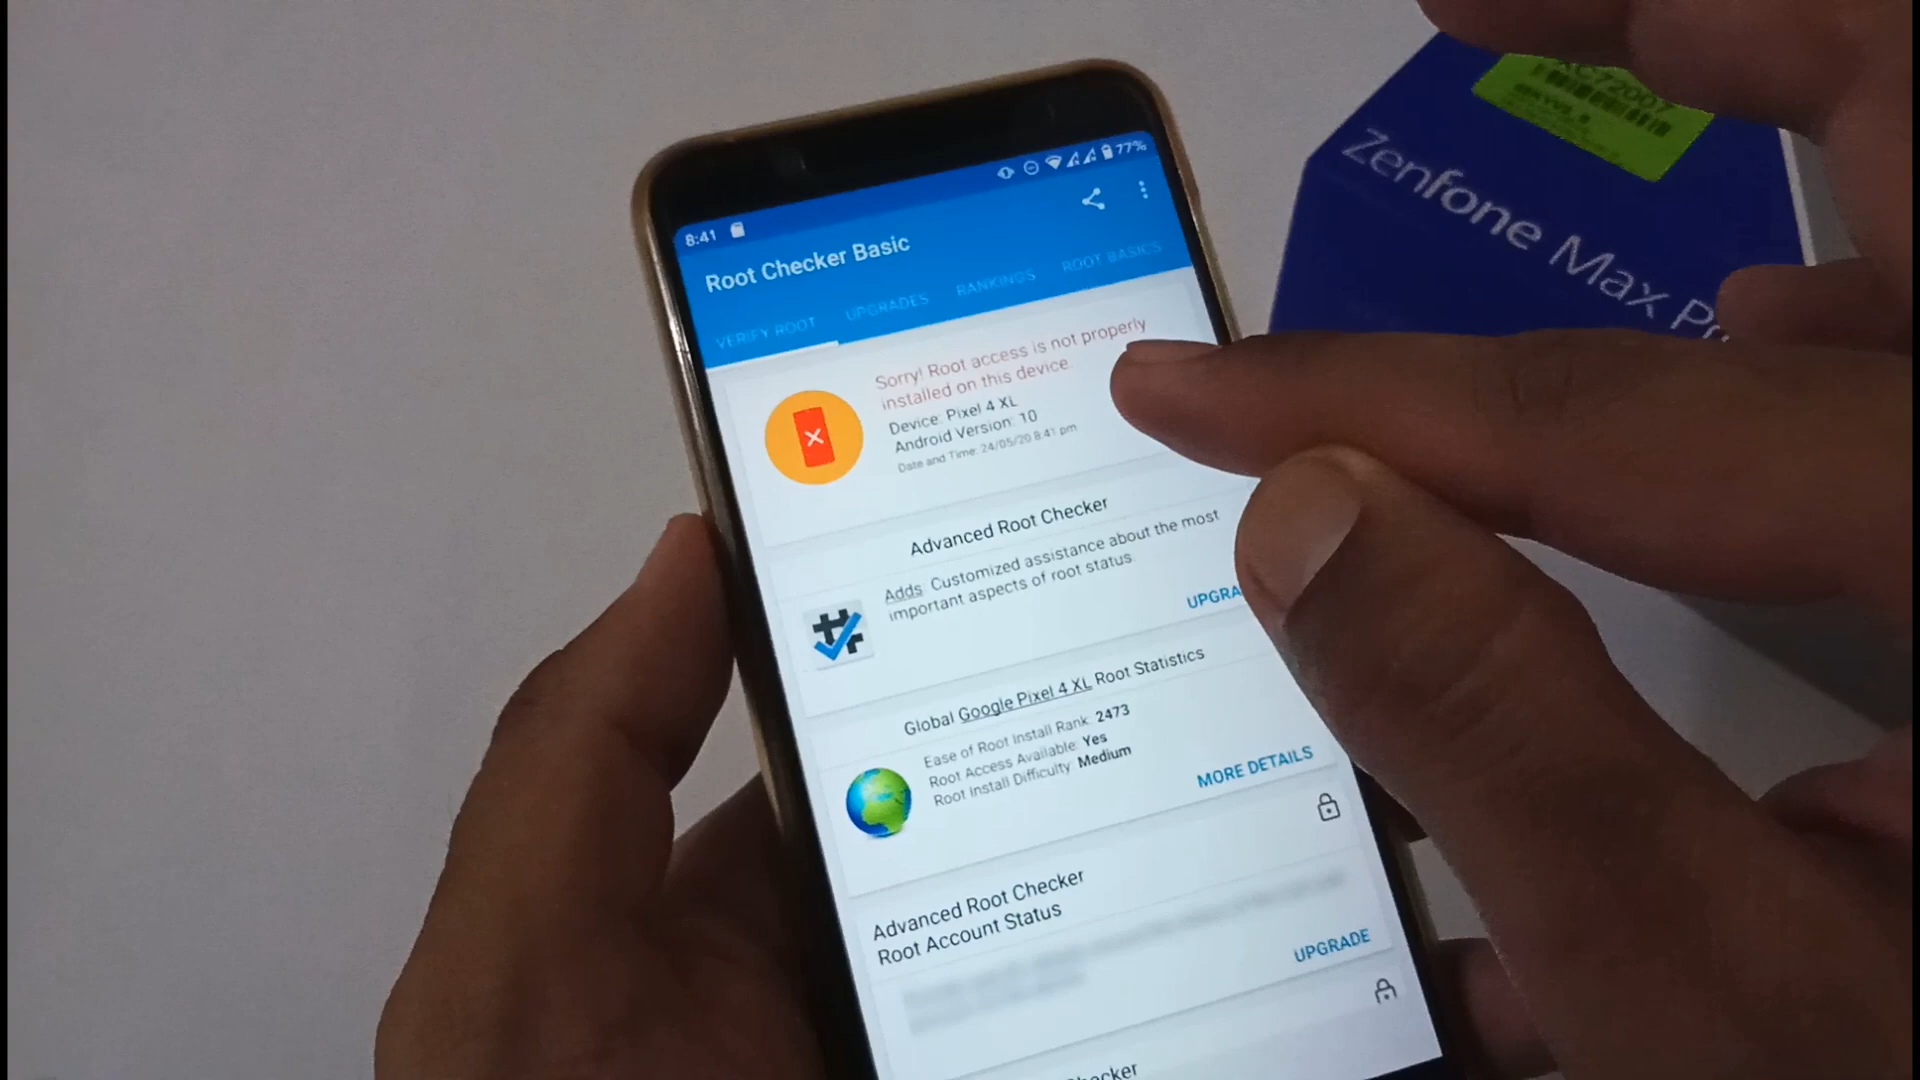 8:41
77%
Root Checker Basic
VERIFY ROOT
UPGRADES
RANKINGS
ROOT BASICS
Sorry! Root access is not properly
installed on this device.
Device: Pixel 4 XL
Android Version: 10
Date and Time: 24/05/20 8:41 pm
Advanced Root Checker
Adds: Customized assistance about the most
important aspects of root status.
UPGRA
Global Google Pixel 4 XL Root Statistics
Ease of Root Install Rank: 2473
Root Access Available: Yes
Root Install Difficulty: Medium
MORE DETAILS
Advanced Root Checker
Root Account Status
UPGRADE
cker
Zenfone Max Pr